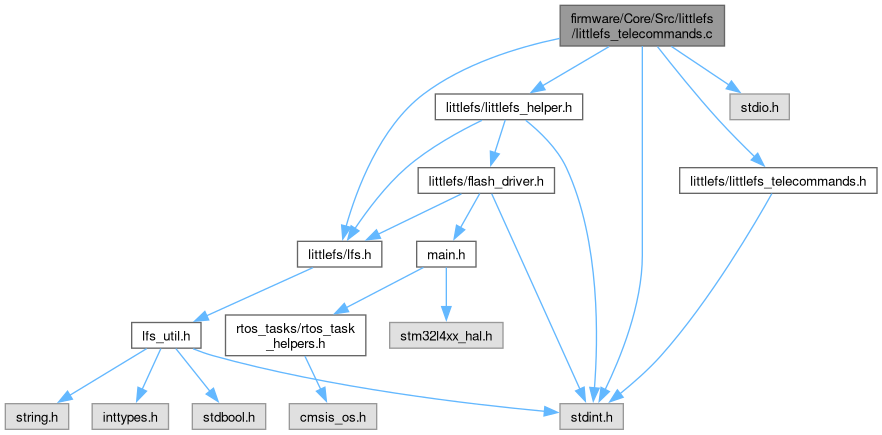 firmware/Core/Src/littlefs
/littlefs_telecommands.c
littlefs/littlefs_helper.h
stdio.h
littlefs/flash_driver.h
littlefs/littlefs_telecommands.h
littlefs/lfs.h
main.h
lfs_util.h
rtos_tasks/rtos_task
_helpers.h
stm32l4xx_hal.h
string.h
inttypes.h
stdbool.h
cmsis_os.h
stdint.h